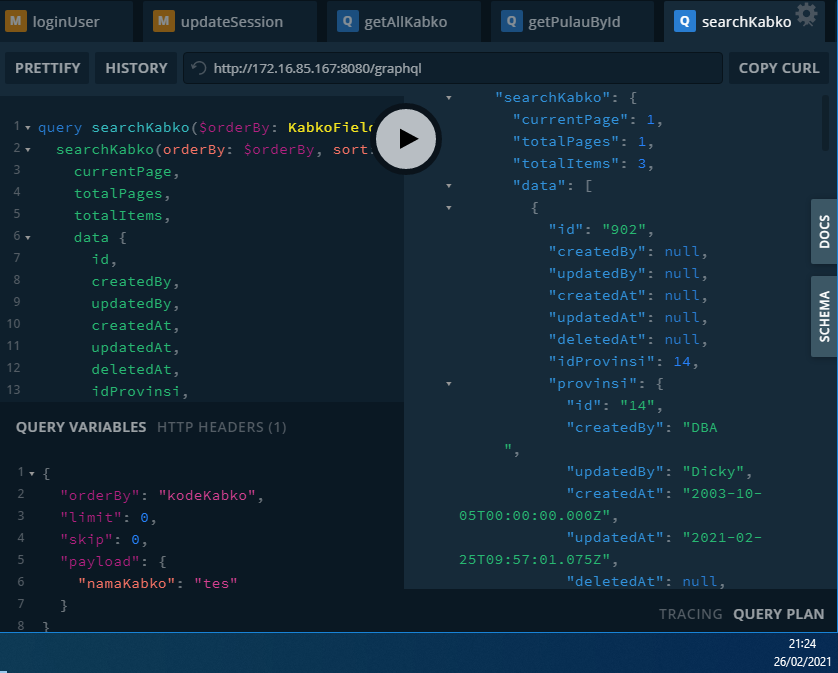 M loginUser
M updateSession
Q getAllKabko
Q getPulauById
Q searchKabko
PRETTIFY
HISTORY
http://172.16.85.167:8080/graphql
COPY CURL
1 query searchKabko($orderBy: KabkoField
2 searchKabko(orderBy: $orderBy, sort:
3 currentPage,
4 totalPages,
5 totalItems,
6 data {
7 id,
8 createdBy,
9 updatedBy,
10 createdAt,
11 updatedAt,
12 deletedAt,
13 idProvinsi,
QUERY VARIABLES HTTP HEADERS (1)
1 {
2 "orderBy": "kodeKabko",
3 "limit": 0,
4 "skip": 0,
5 "payload": {
6 "namaKabko": "tes"
7 }
8 }
"searchKabko": {
"currentPage": 1,
"totalPages": 1,
"totalItems": 3,
"data": [
{
"id": "902",
"createdBy": null,
"updatedBy": null,
"createdAt": null,
"updatedAt": null,
"deletedAt": null,
"idProvinsi": 14,
"provinsi": {
"id": "14",
"createdBy": "DBA
",
"updatedBy": "Dicky",
"createdAt": "2003-10-
05T00:00:00.000Z",
"updatedAt": "2021-02-
25T09:57:01.075Z",
"deletedAt": null,
DOCS
SCHEMA
TRACING QUERY PLAN
21:24
26/02/2021